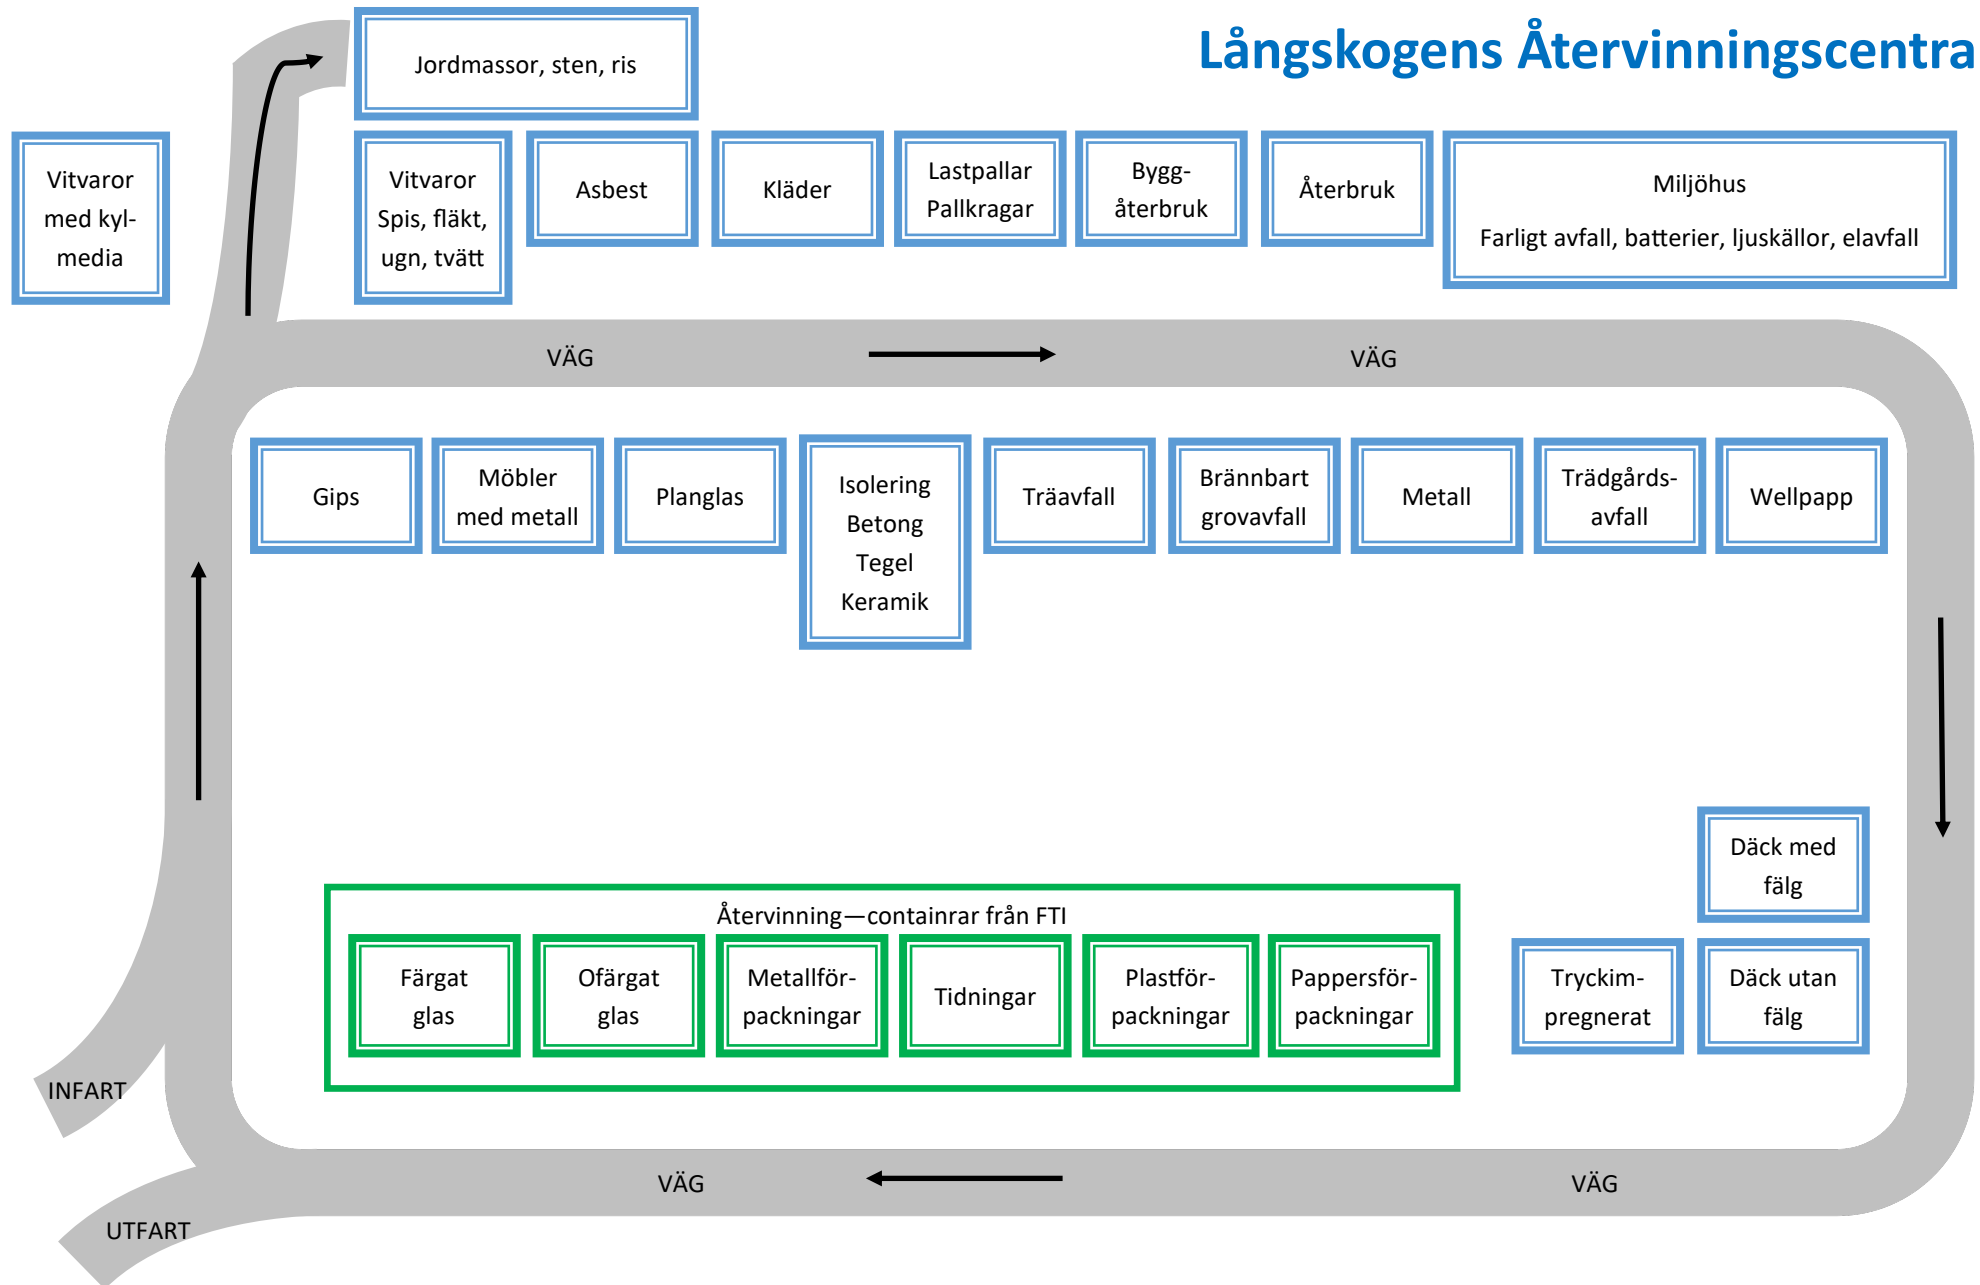 Långskogens Återvinningscentra
Jordmassor, sten, ris
Vitvaror
med kyl-
media
Vitvaror
Spis, fläkt,
ugn, tvätt
Asbest
Kläder
Lastpallar
Pallkragar
Bygg-
återbruk
Återbruk
Miljöhus
Farligt avfall, batterier, ljuskällor, elavfall
VÄG
VÄG
Gips
Möbler
med metall
Planglas
Isolering
Betong
Tegel
Keramik
Träavfall
Brännbart
grovavfall
Metall
Trädgårds-
avfall
Wellpapp
Däck med
fälg
Återvinning—containrar från FTI
Färgat
glas
Ofärgat
glas
Metallför-
packningar
Tidningar
Plastför-
packningar
Pappersför-
packningar
Tryckim-
pregnerat
Däck utan
fälg
INFART
VÄG
VÄG
UTFART